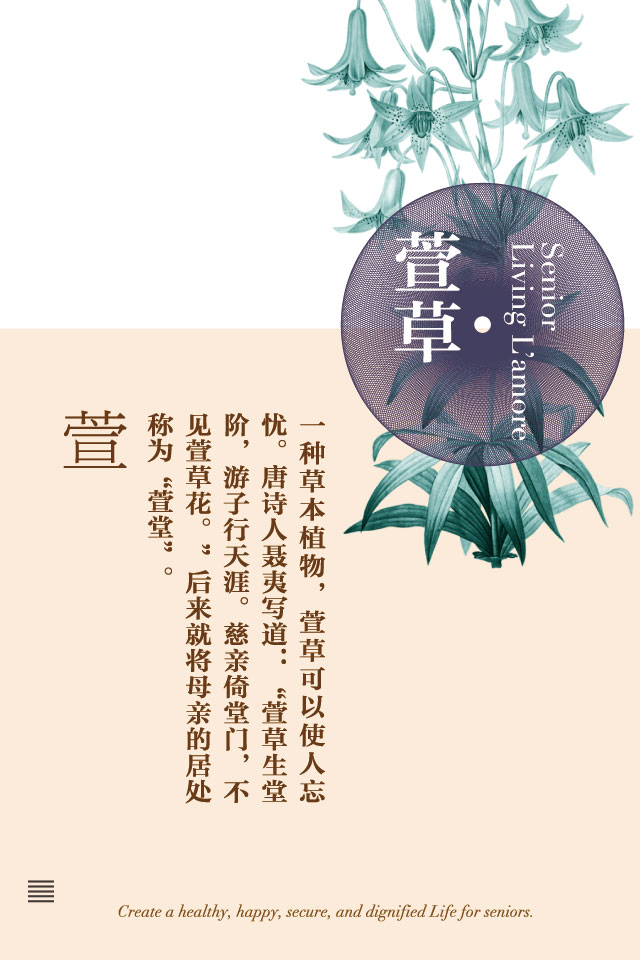 萱草
Senior
Living L'amore
萱
一种草本植物，萱草可以使人忘
忧。唐诗人聂夷写道：“萱草生堂
阶，游子行天涯。慈亲倚堂门，不
见萱草花。”后来就将母亲的居处
称为“萱堂”。
Create a healthy, happy, secure, and dignified Life for seniors.